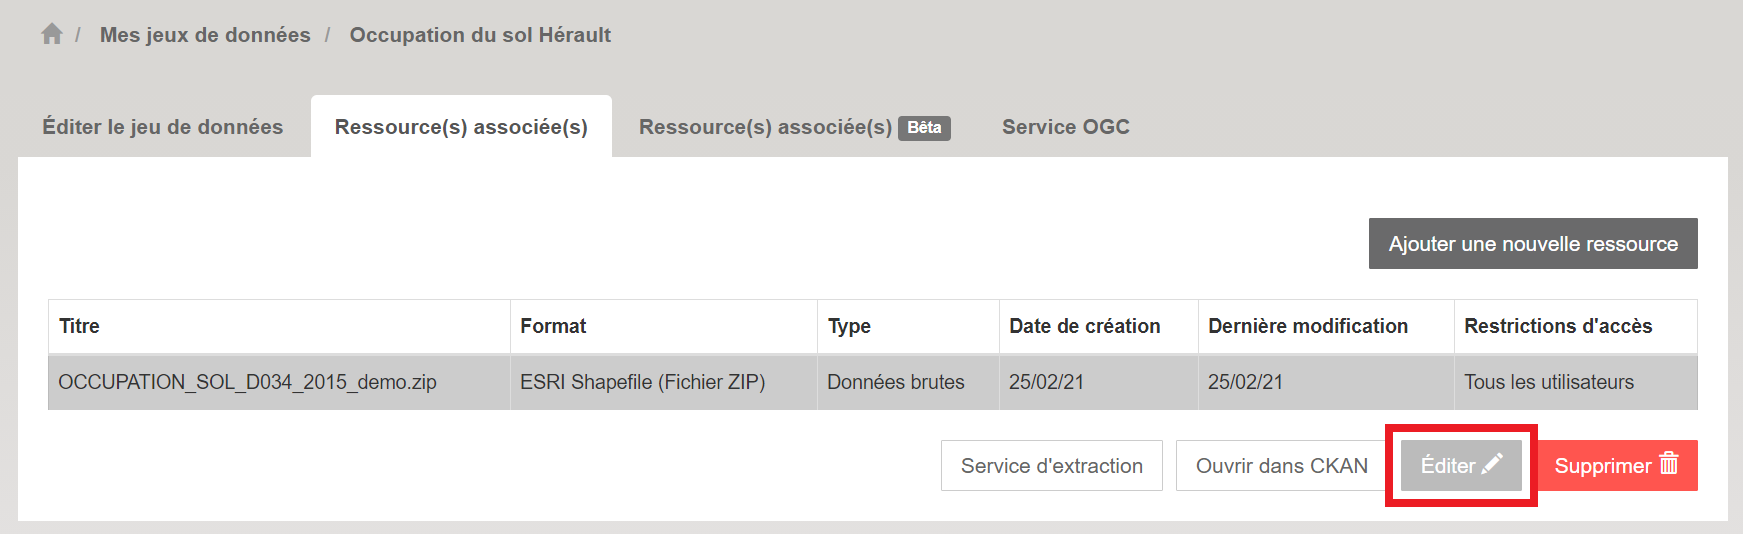 / Mes jeux de données / Occupation du sol Hérault
Éditer le jeu de données Ressource(s) associée(s) Ressource(s) associée(s) Bêta Service OGC
Ajouter une nouvelle ressource
Titre Format Type Date de création Dernière modification Restrictions d'accès
OCCUPATION_SOL_D034_2015_demo.zip ESRI Shapefile (Fichier ZIP) Données brutes 25/02/21 25/02/21 Tous les utilisateurs
Service d'extraction Ouvrir dans CKAN Éditer Supprimer